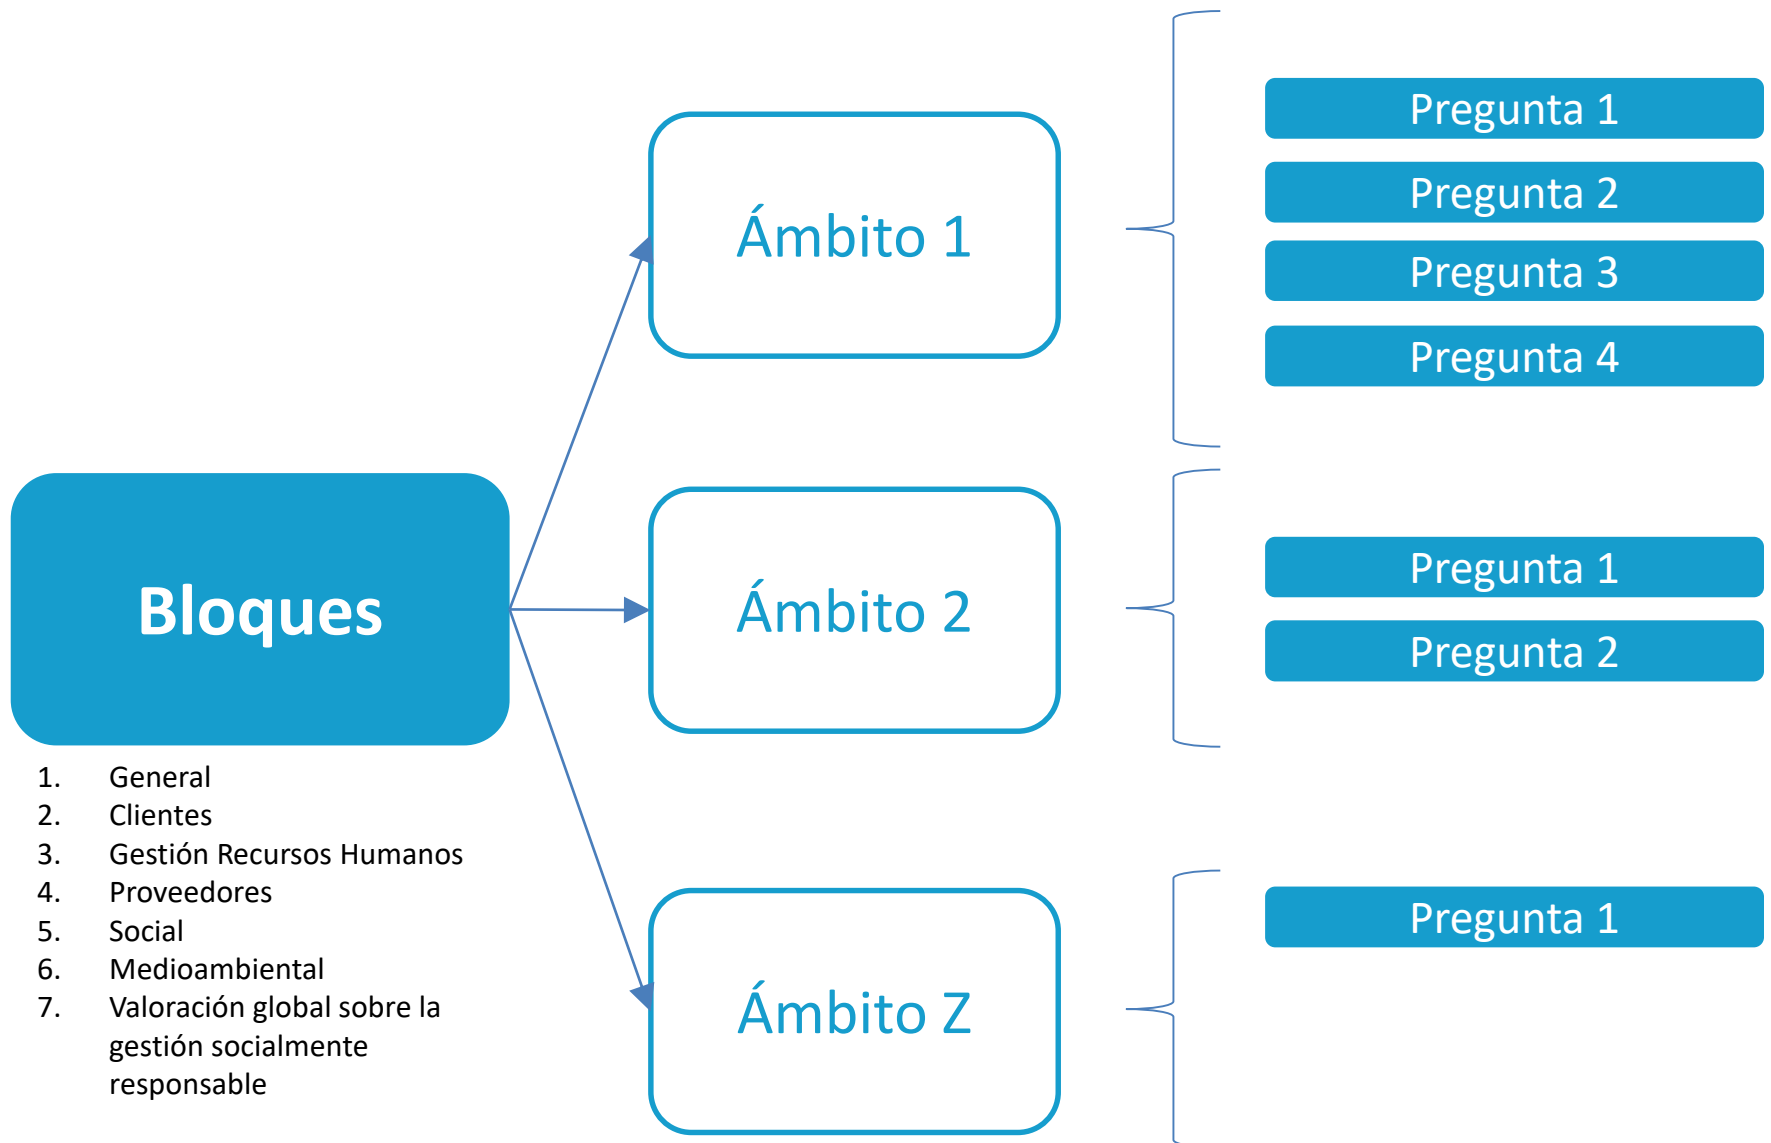 Bloques
1. General
2. Clientes
3. Gestión Recursos Humanos
4. Proveedores
5. Social
6. Medioambiental
7. Valoración global sobre la
gestión socialmente
responsable
Ámbito 1
Pregunta 1
Pregunta 2
Pregunta 3
Pregunta 4
Ámbito 2
Pregunta 1
Pregunta 2
Ámbito Z
Pregunta 1